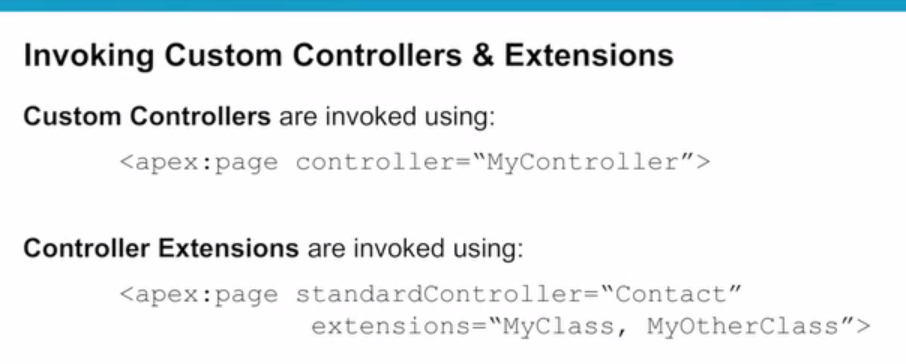 Invoking Custom Controllers & Extensions
Custom Controllers are invoked using:
<apex:page controller=“MyController”>
Controller Extensions are invoked using:
<apex:page standardController=“Contact”
extensions=“MyClass, MyOtherClass”>